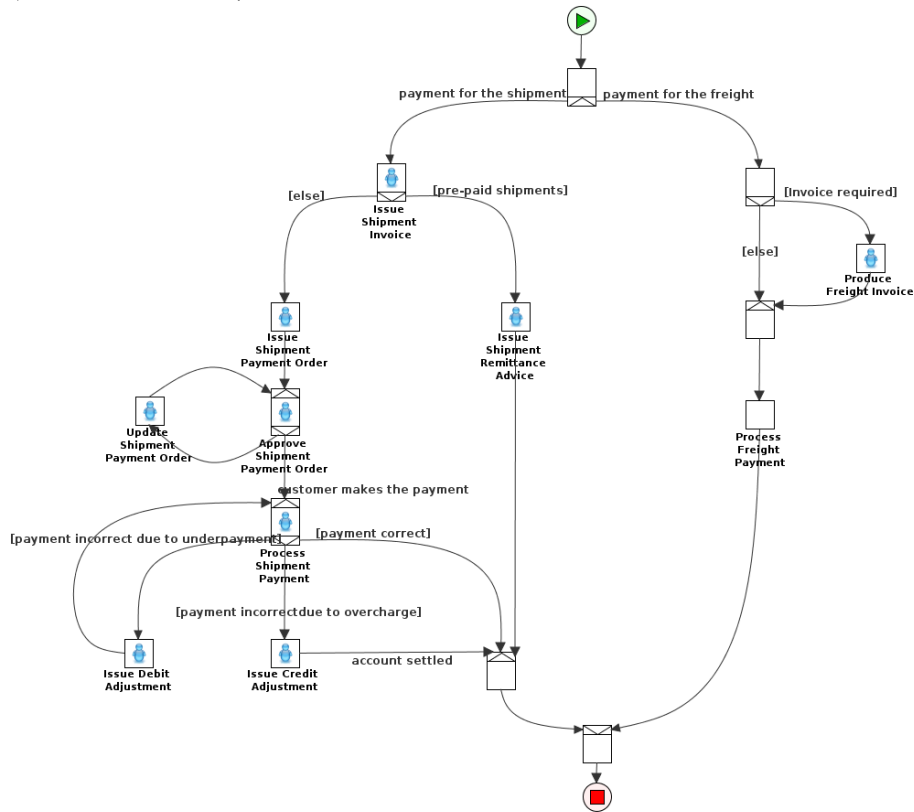 payment for the shipment
payment for the freight
[else]
[pre-paid shipments]
[Invoice required]
Issue
Shipment
Invoice
[else]
Produce
Freight Invoice
Issue
Shipment
Payment Order
Issue
Shipment
Remittance
Advice
Update
Shipment
Payment Order
Approve
Shipment
Payment Order
Process
Freight
Payment
customer makes the payment
[payment incorrect due to underpayment]
[payment correct]
Process
Shipment
Payment
[payment incorrectdue to overcharge]
account settled
Issue Debit
Adjustment
Issue Credit
Adjustment